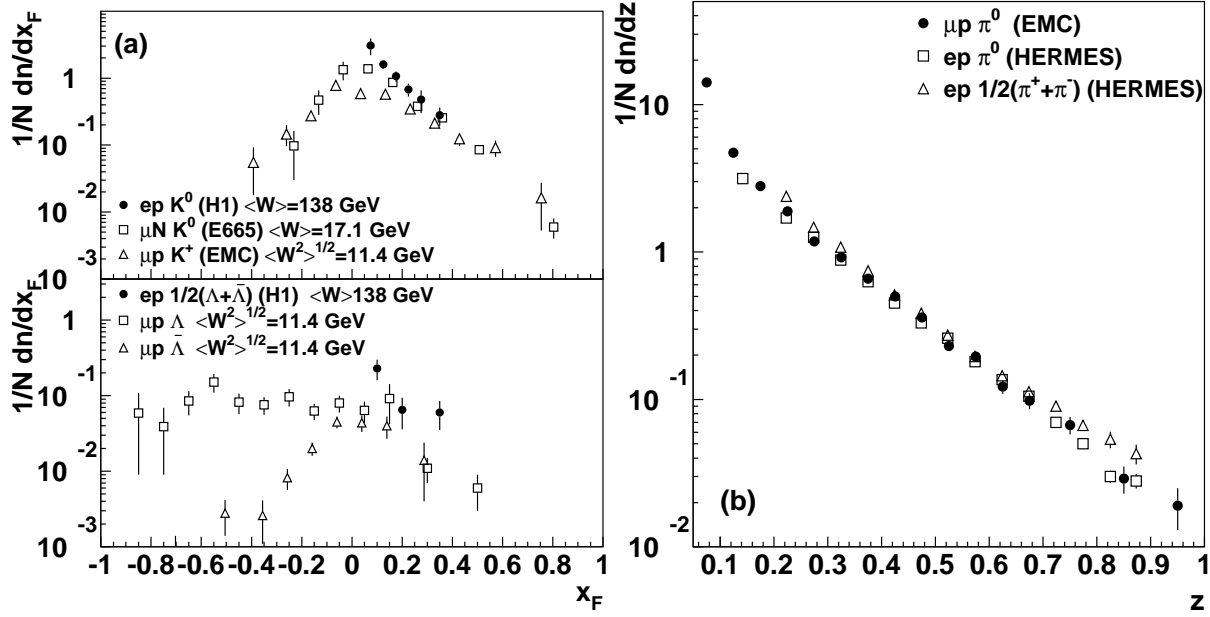 (a)
1/N dn/dx_F
1
10^-1
10^-2
10^-3
ep K^0 (H1) <W>=138 GeV
μN K^0 (E665) <W>=17.1 GeV
μp K^+ (EMC) <W^2>^1/2=11.4 GeV
1/N dn/dx_F
1
10^-1
10^-2
10^-3
ep 1/2(Λ+Λ̄) (H1) <W>138 GeV
μp Λ <W^2>^1/2=11.4 GeV
μp Λ̄ <W^2>^1/2=11.4 GeV
-1 -0.8 -0.6 -0.4 -0.2 0 0.2 0.4 0.6 0.8 1
x_F
1/N dn/dz
10
1
10^-1
10^-2
μp π^0 (EMC)
ep π^0 (HERMES)
ep 1/2(π^++π^-) (HERMES)
(b)
0.1 0.2 0.3 0.4 0.5 0.6 0.7 0.8 0.9 1
z